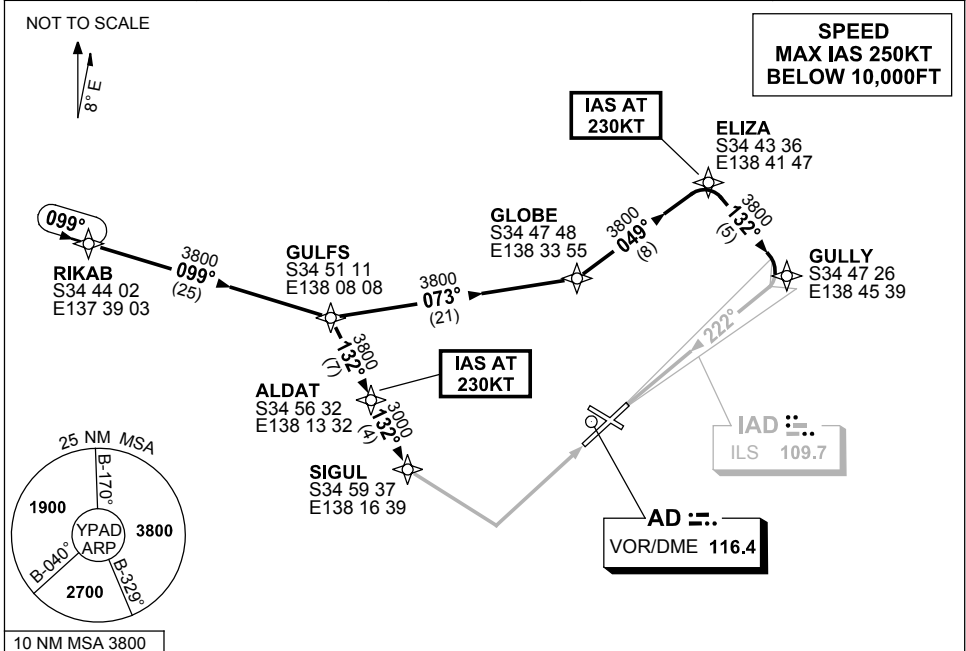 NOT TO SCALE
8° E
SPEED
MAX IAS 250KT
BELOW 10,000FT
IAS AT
230KT
ELIZA
S34 43 36
E138 41 47
099°
RIKAB
S34 44 02
E137 39 03
3800
099°
(25)
GULFS
S34 51 11
E138 08 08
3800
073°
(21)
GLOBE
S34 47 48
E138 33 55
3800
049°
(8)
3800
132°
(5)
GULLY
S34 47 26
E138 45 39
222°
3800
132°
(7)
ALDAT
S34 56 32
E138 13 32
IAS AT
230KT
3000
132°
(4)
SIGUL
S34 59 37
E138 16 39
IAD
ILS 109.7
AD
VOR/DME 116.4
25 NM MSA
B-170°
1900
YPAD
ARP
3800
B-040°
B-329°
2700
10 NM MSA 3800